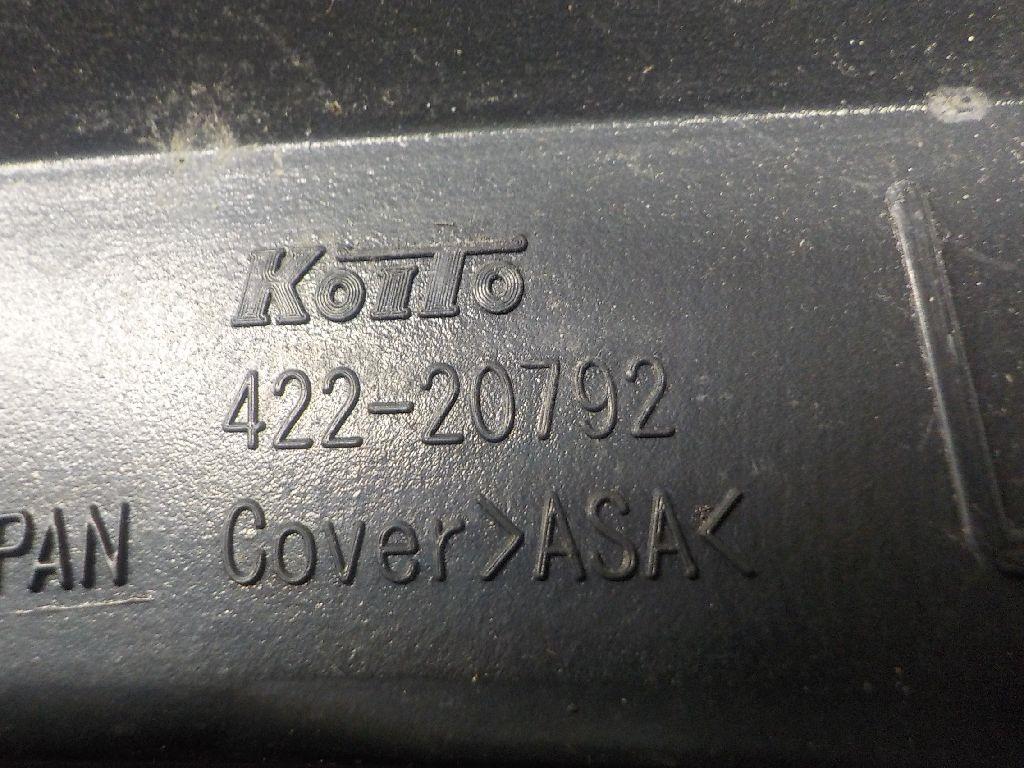 KoiTo
422-20792
PAN Cover>ASA<